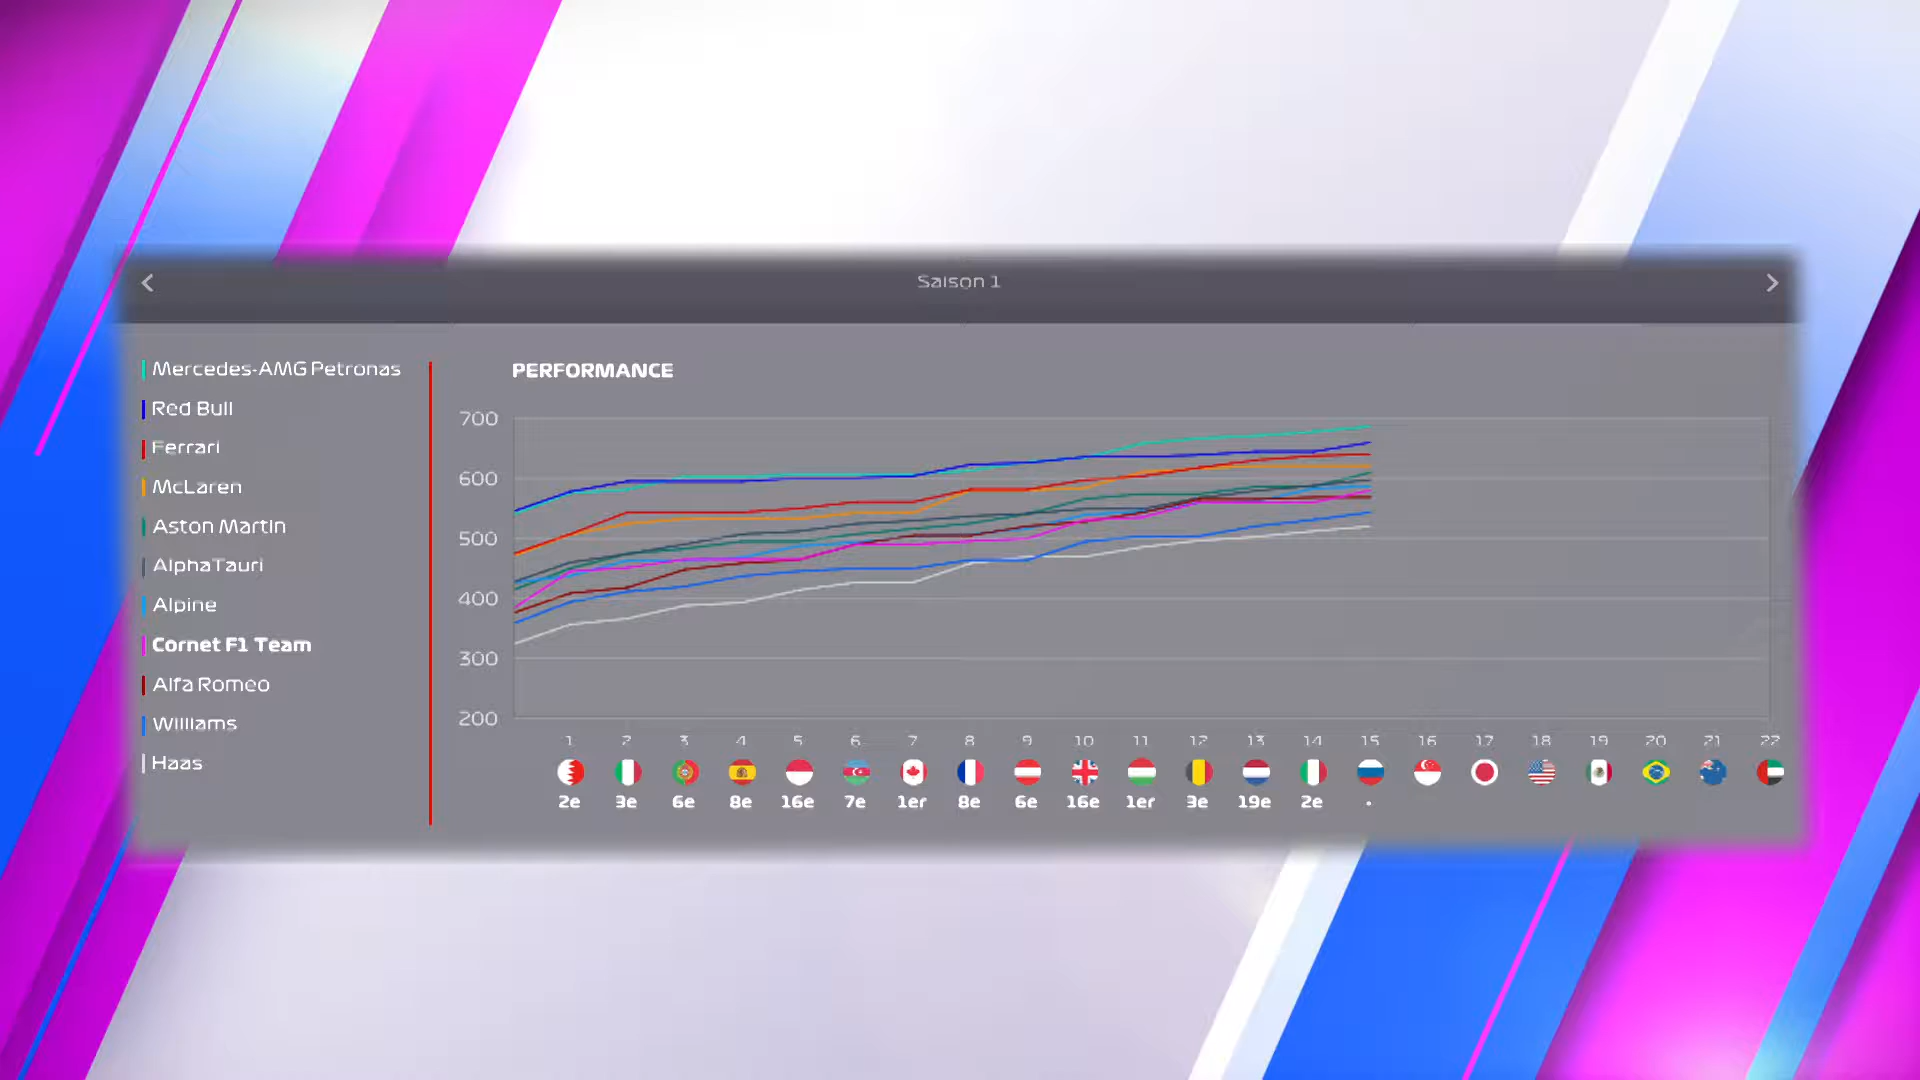 Saison 1
Mercedes-AMG Petronas
Red Bull
Ferrari
McLaren
Aston Martin
AlphaTauri
Alpine
Cornet F1 Team
Alfa Romeo
Williams
Haas
PERFORMANCE
700
600
500
400
300
200
1 2 3 4 5 6 7 8 9 10 11 12 13 14 15 16 17 18 19 20 21 22
2e 3e 6e 8e 16e 7e 1er 8e 6e 16e 1er 3e 19e 2e